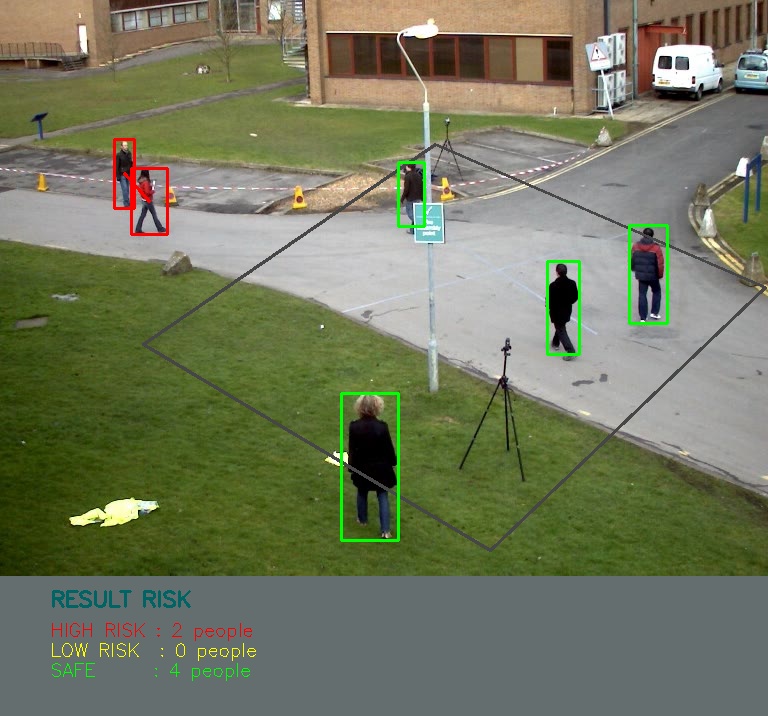 RESULT RISK
HIGH RISK : 2 people
LOW RISK : 0 people
SAFE : 4 people